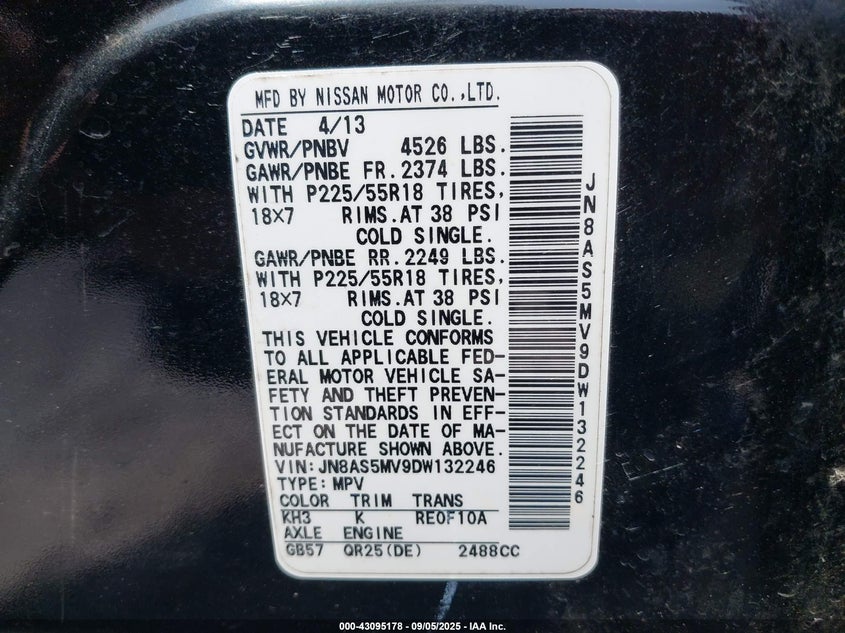 MFD BY NISSAN MOTOR CO.,LTD.
DATE 4/13
GVWR/PNBV 4526 LBS.
GAWR/PNBE FR. 2374 LBS.
WITH P225/55R18 TIRES,
18X7 RIMS.AT 38 PSI
COLD SINGLE.
GAWR/PNBE RR. 2249 LBS.
WITH P225/55R18 TIRES,
18X7 RIMS.AT 38 PSI
COLD SINGLE.
THIS VEHICLE CONFORMS
TO ALL APPLICABLE FED-
ERAL MOTOR VEHICLE SA-
FETY AND THEFT PREVEN-
TION STANDARDS IN EFF-
ECT ON THE DATE OF MA-
NUFACTURE SHOWN ABOVE.
VIN: JN8AS5MV9DW132246
TYPE: MPV
COLOR TRIM TRANS
KH3 K RE0F10A
AXLE ENGINE
GB57 QR25(DE) 2488CC
JN8AS5MV9DW132246
000-43095178 - 09/05/2025 - IAA Inc.